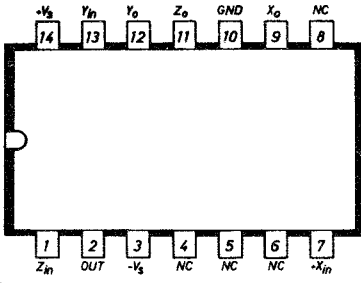 +Vs Yin Yo Zo GND Xo NC
14 13 12 11 10 9 8
1 2 3 4 5 6 7
Zin OUT -Vs NC NC NC +Xin